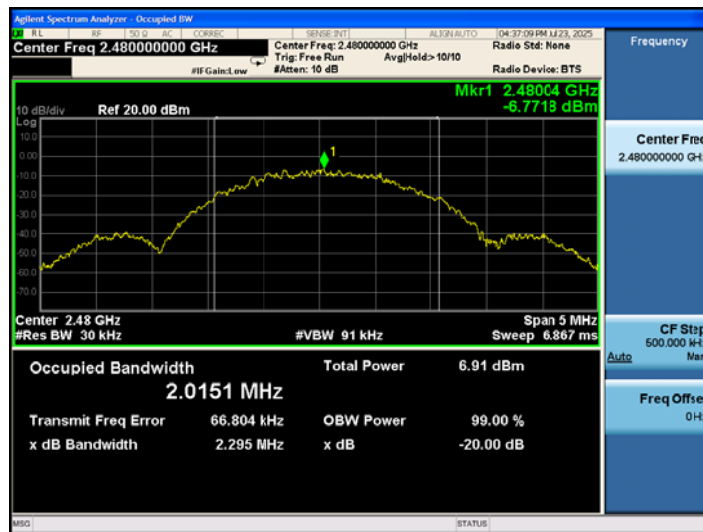 Agilent Spectrum Analyzer - Occupied BW
RL RF 50 Ω AC CORREC SENSE:INT ALIGN AUTO 04:37:09 PM Jul 23, 2025
Center Freq 2.480000000 GHz Center Freq: 2.480000000 GHz Radio Std: None Frequency
Trig: Free Run Avg|Hold:> 10/10
#IFGain:Low #Atten: 10 dB Radio Device: BTS
Mkr1 2.48004 GHz
10 dB/div Ref 20.00 dBm -6.7718 dBm
Log
10.0
0.00
-10.0
-20.0
-30.0
-40.0
-50.0
-60.0
-70.0
1
Center Freq
2.480000000 GHz
Center 2.48 GHz Span 5 MHz
#Res BW 30 kHz #VBW 91 kHz Sweep 6.867 ms
CF Step
500.000 kHz
Auto Man
Occupied Bandwidth Total Power 6.91 dBm
2.0151 MHz
Transmit Freq Error 66.804 kHz OBW Power 99.00 %
x dB Bandwidth 2.295 MHz x dB -20.00 dB
Freq Offse
0 Hz
MSG STATUS